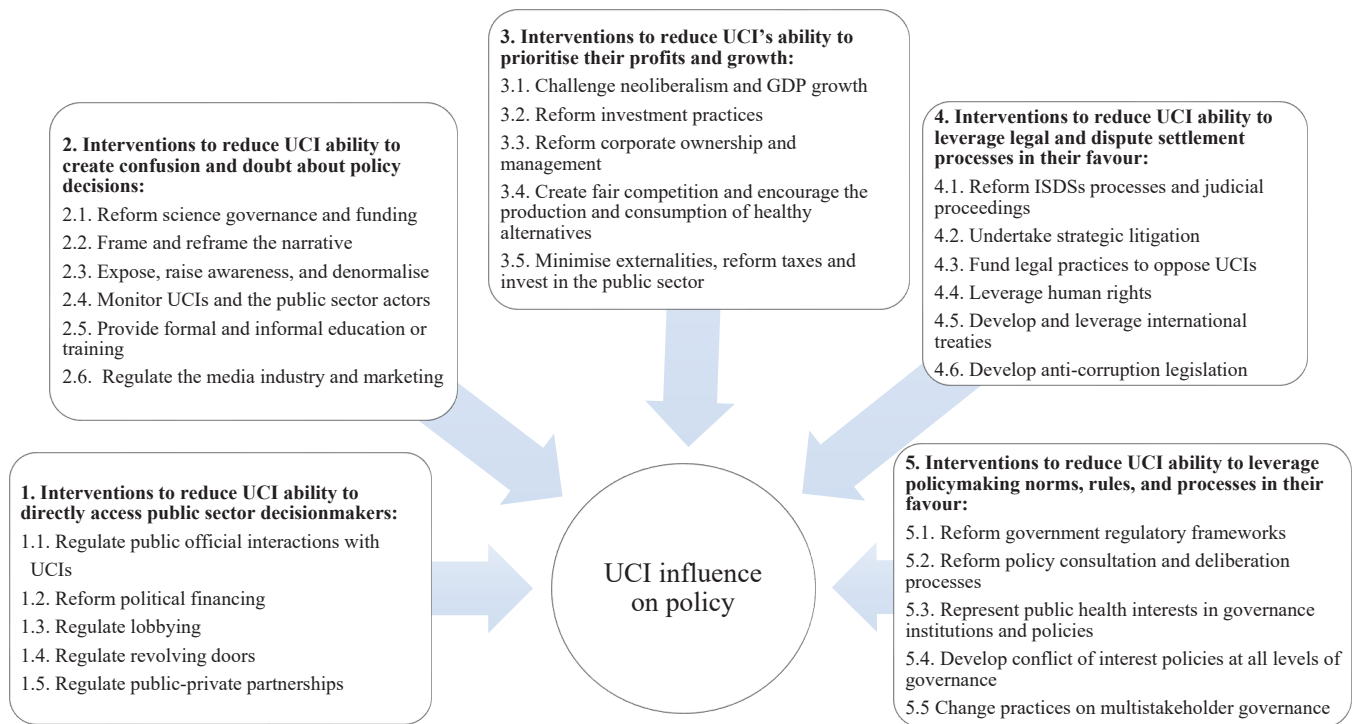 3. Interventions to reduce UCI's ability to
prioritise their profits and growth:
3.1. Challenge neoliberalism and GDP growth
3.2. Reform investment practices
3.3. Reform corporate ownership and
management
3.4. Create fair competition and encourage the
production and consumption of healthy
alternatives
3.5. Minimise externalities, reform taxes and
invest in the public sector
2. Interventions to reduce UCI ability to
create confusion and doubt about policy
decisions:
2.1. Reform science governance and funding
2.2. Frame and reframe the narrative
2.3. Expose, raise awareness, and denormalise
2.4. Monitor UCIs and the public sector actors
2.5. Provide formal and informal education or
training
2.6. Regulate the media industry and marketing
4. Interventions to reduce UCI ability to
leverage legal and dispute settlement
processes in their favour:
4.1. Reform ISDSs processes and judicial
proceedings
4.2. Undertake strategic litigation
4.3. Fund legal practices to oppose UCIs
4.4. Leverage human rights
4.5. Develop and leverage international
treaties
4.6. Develop anti-corruption legislation
1. Interventions to reduce UCI ability to
directly access public sector decisionmakers:
1.1. Regulate public official interactions with
UCIs
1.2. Reform political financing
1.3. Regulate lobbying
1.4. Regulate revolving doors
1.5. Regulate public-private partnerships
UCI influence
on policy
5. Interventions to reduce UCI ability to leverage
policymaking norms, rules, and processes in their
favour:
5.1. Reform government regulatory frameworks
5.2. Reform policy consultation and deliberation
processes
5.3. Represent public health interests in governance
institutions and policies
5.4. Develop conflict of interest policies at all levels of
governance
5.5 Change practices on multistakeholder governance